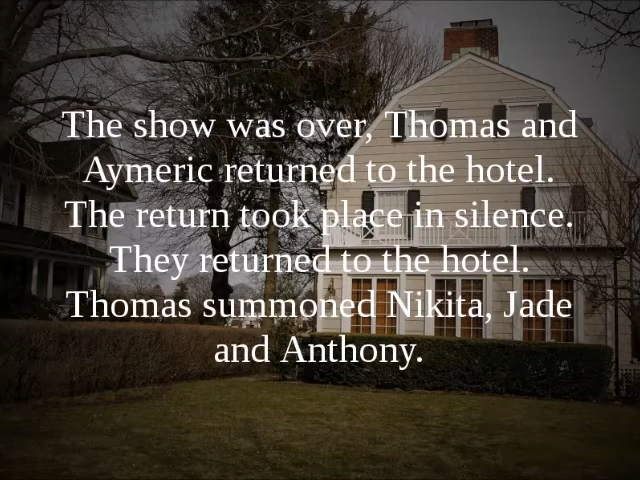 The show was over, Thomas and
Aymeric returned to the hotel.
The return took place in silence.
They returned to the hotel.
Thomas summoned Nikita, Jade
and Anthony.